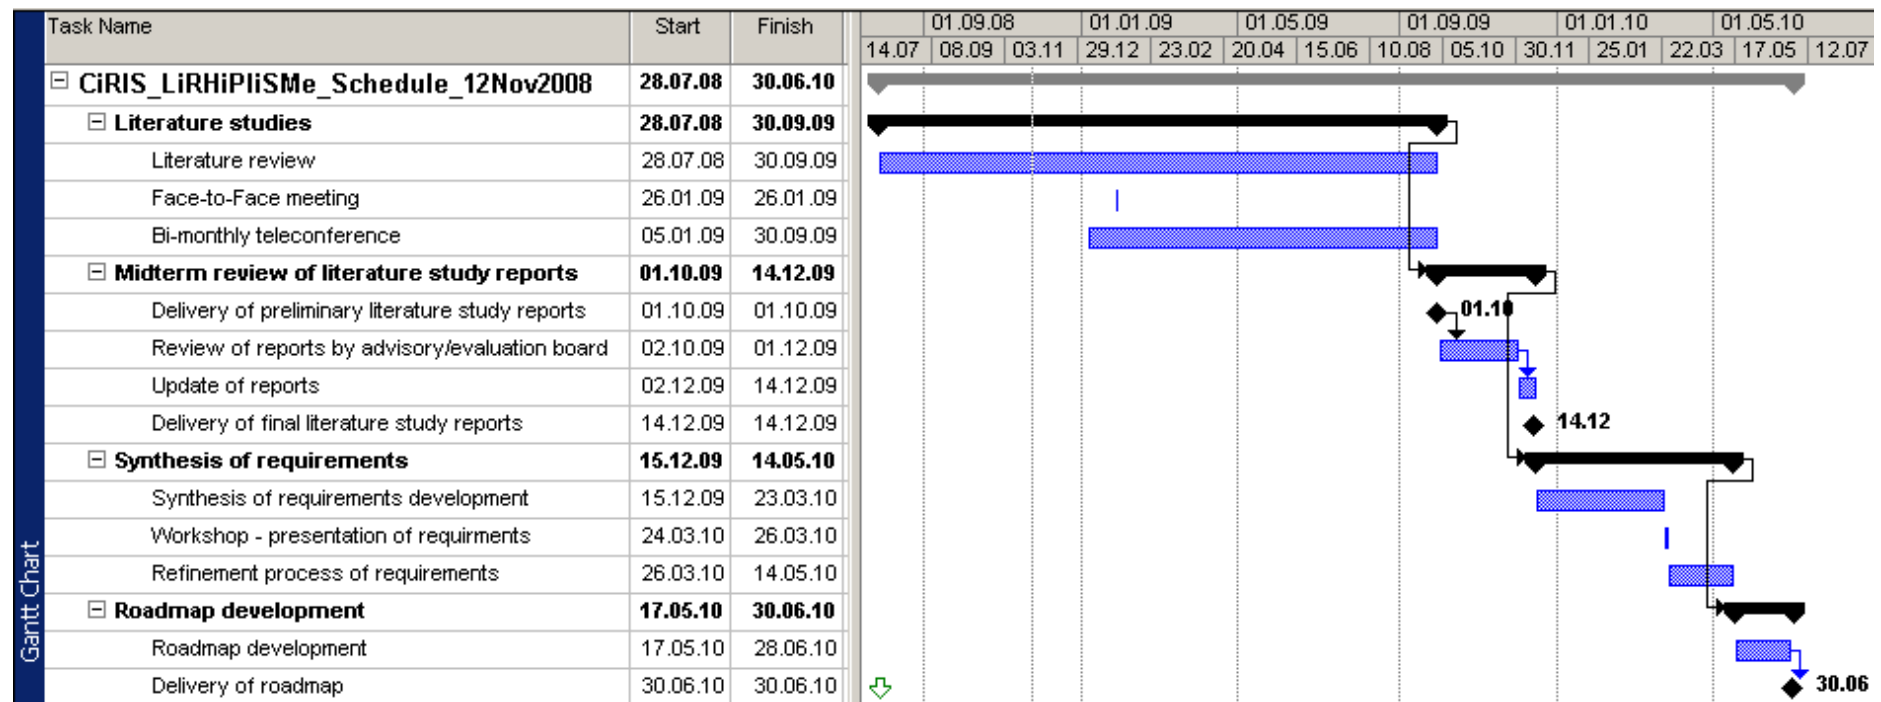 Task Name Start Finish 01.09.08 01.01.09 01.05.09 01.09.09 01.01.10 01.05.10
14.07 08.09 03.11 29.12 23.02 20.04 15.06 10.08 05.10 30.11 25.01 22.03 17.05 12.07
CiRIS_LiRHiPliSMe_Schedule_12Nov2008 28.07.08 30.06.10
Literature studies 28.07.08 30.09.09
Literature review 28.07.08 30.09.09
Face-to-Face meeting 26.01.09 26.01.09
Bi-monthly teleconference 05.01.09 30.09.09
Midterm review of literature study reports 01.10.09 14.12.09
Delivery of preliminary literature study reports 01.10.09 01.10.09 01.10
Review of reports by advisory/evaluation board 02.10.09 01.12.09
Update of reports 02.12.09 14.12.09
Delivery of final literature study reports 14.12.09 14.12.09 14.12
Synthesis of requirements 15.12.09 14.05.10
Synthesis of requirements development 15.12.09 23.03.10
Workshop - presentation of requirments 24.03.10 26.03.10
Refinement process of requirements 26.03.10 14.05.10
Roadmap development 17.05.10 30.06.10
Roadmap development 17.05.10 28.06.10
Delivery of roadmap 30.06.10 30.06.10 30.06
Gantt Chart